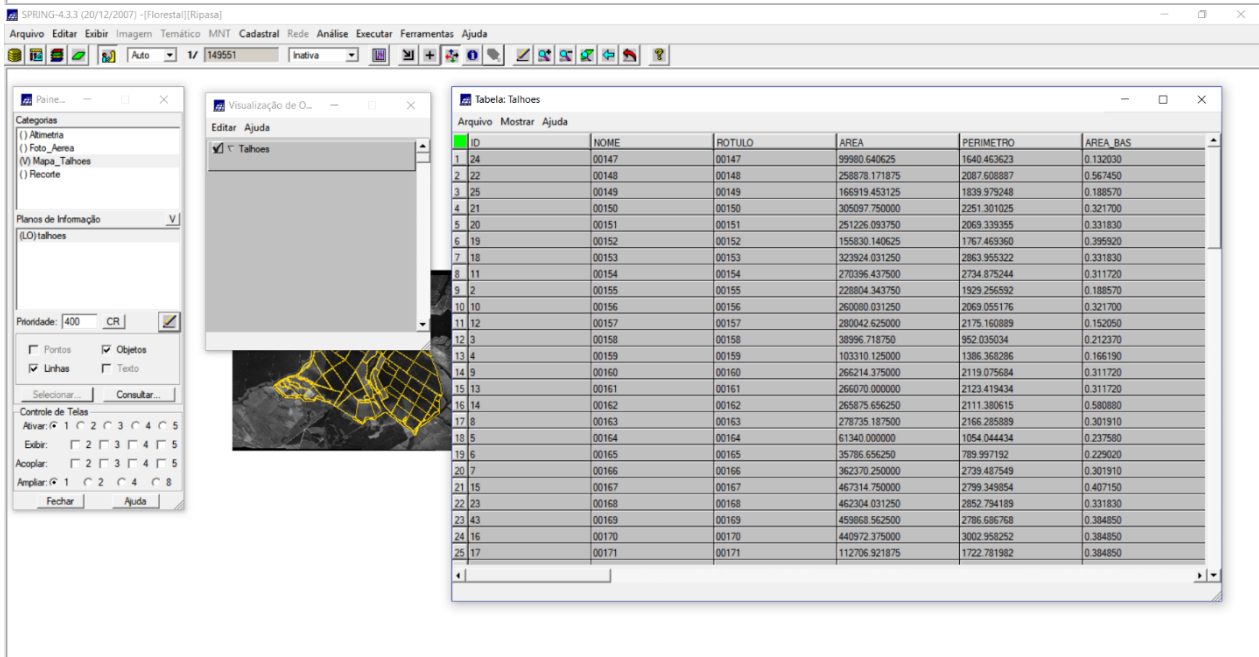 SPRING-4.3.3 (20/12/2007) -[Florestal][Ripasa]
Arquivo Editar Exibir Imagem Temático MNT Cadastral Rede Análise Executar Ferramentas Ajuda
Auto 1/ 149551 Inativa
Paine...
Categorias
( ) Altimetria
( ) Foto_Aerea
(V) Mapa_Talhoes
( ) Recorte
Planos de Informação V
(LO) talhoes
Prioridade: 400 CR
Pontos Objetos
Linhas Texto
Selecionar... Consultar...
Controle de Telas
Ativar: 1 2 3 4 5
Exibir: 2 3 4 5
Acoplar: 2 3 4 5
Ampliar: 1 2 4 8
Fechar Ajuda
Visualização de O...
Editar Ajuda
Talhoes
Tabela: Talhoes
Arquivo Mostrar Ajuda
ID NOME ROTULO AREA PERIMETRO AREA_BAS
1 24 00147 00147 99980.640625 1640.463623 0.132030
2 22 00148 00148 258878.171875 2087.608887 0.567450
3 25 00149 00149 166919.453125 1839.979248 0.188570
4 21 00150 00150 305097.750000 2251.301025 0.321700
5 20 00151 00151 251226.093750 2069.339355 0.331830
6 19 00152 00152 155830.140625 1767.469360 0.395920
7 18 00153 00153 323924.031250 2863.955322 0.331830
8 11 00154 00154 270396.437500 2734.875244 0.311720
9 2 00155 00155 228804.343750 1929.256592 0.188570
10 10 00156 00156 260080.031250 2069.055176 0.321700
11 12 00157 00157 280042.625000 2175.160889 0.152050
12 3 00158 00158 38996.718750 952.035034 0.212370
13 4 00159 00159 103310.125000 1386.368286 0.166190
14 9 00160 00160 266214.375000 2119.075684 0.311720
15 13 00161 00161 266070.000000 2123.419434 0.311720
16 14 00162 00162 265875.656250 2111.380615 0.580880
17 8 00163 00163 278735.187500 2166.285889 0.301910
18 5 00164 00164 61340.000000 1054.044434 0.237580
19 6 00165 00165 35786.656250 789.997192 0.229020
20 7 00166 00166 362370.250000 2739.487549 0.301910
21 15 00167 00167 467314.750000 2799.349854 0.407150
22 23 00168 00168 462304.031250 2852.794189 0.331830
23 43 00169 00169 459868.562500 2786.686768 0.384850
24 16 00170 00170 440972.375000 3002.958252 0.384850
25 17 00171 00171 112706.921875 1722.781982 0.384850